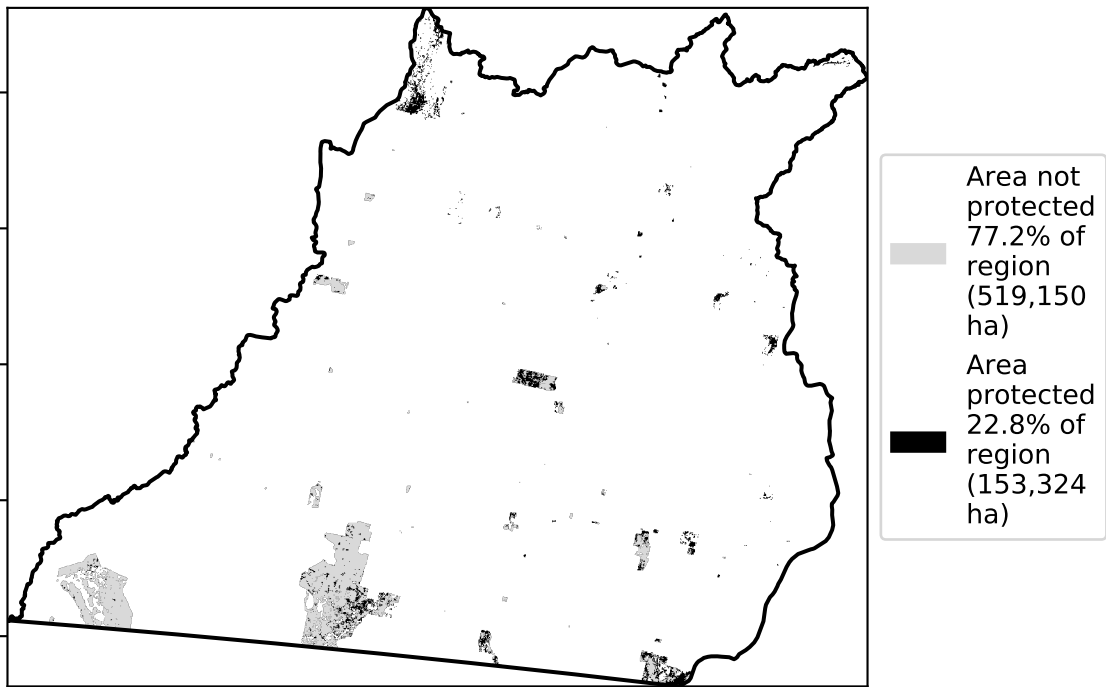 Area not
protected
77.2% of
region
(519,150
ha)
Area
protected
22.8% of
region
(153,324
ha)